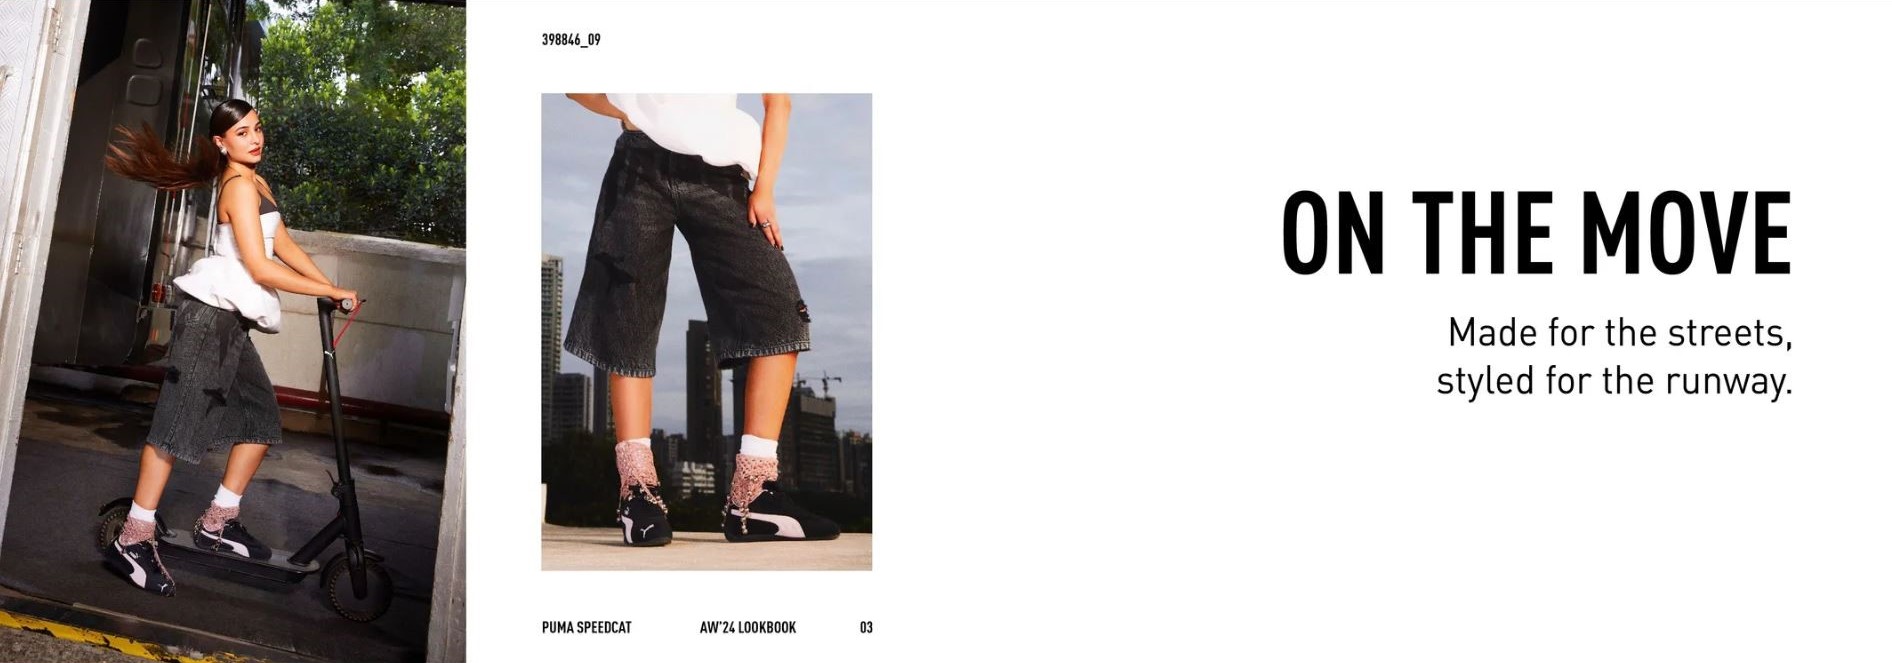 398846_09
PUMA SPEEDCAT AW'24 LOOKBOOK 03
ON THE MOVE
Made for the streets,
styled for the runway.